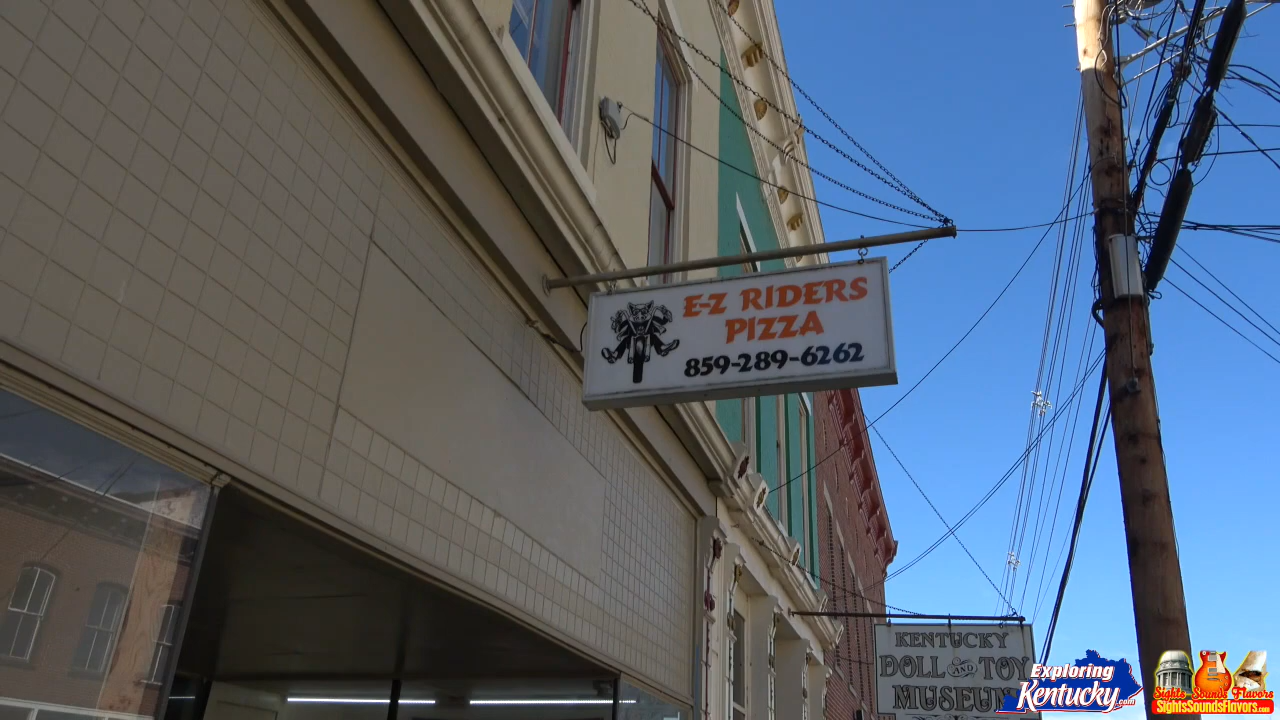 E-Z RIDERS
PIZZA
859-289-6262
KENTUCKY
DOLL AND TOY
MUSEUM
Exploring
Kentucky.com
Sights Sounds Flavors
SightsSoundsFlavors.com